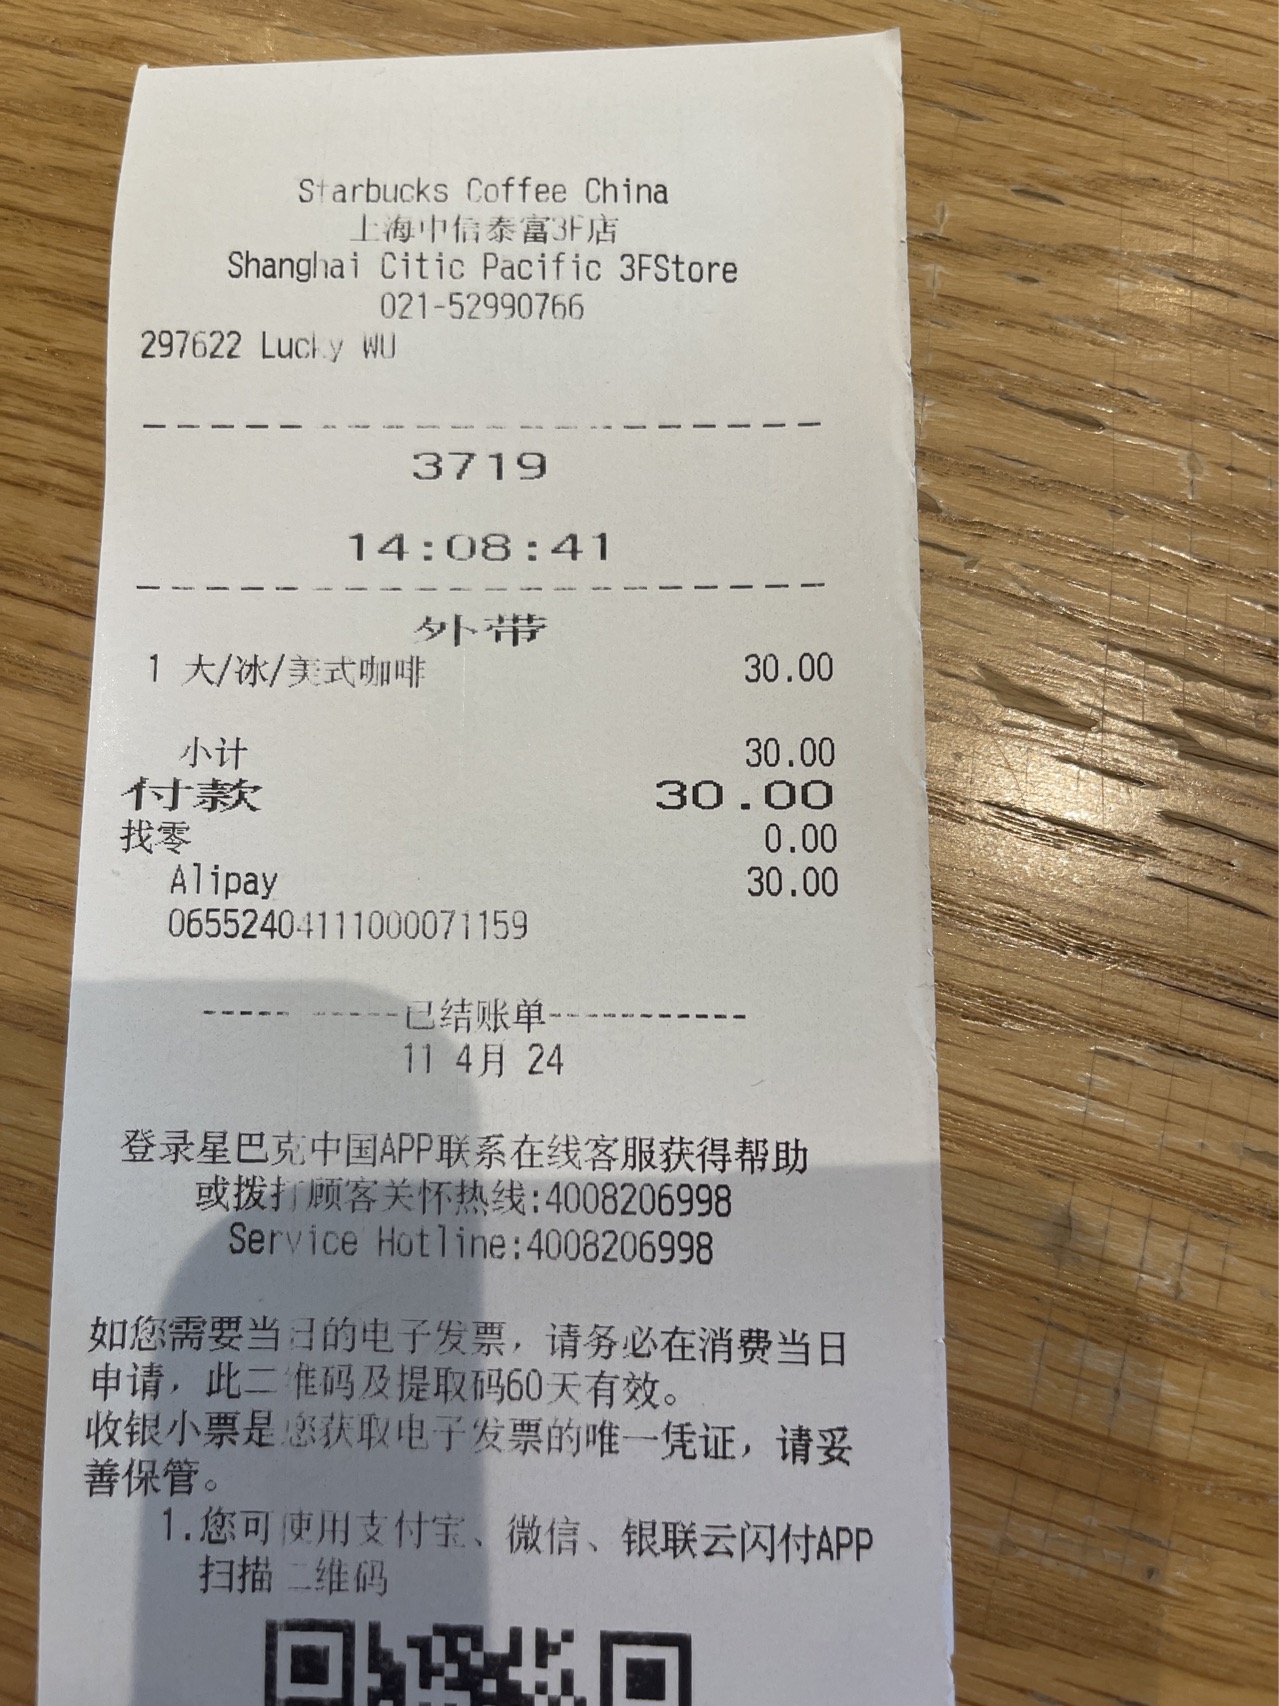 Starbucks Coffee China
上海中信泰富3F店
Shanghai Citic Pacific 3FStore
021-52990766
297622 Lucky WU
3719
14:08:41
外带
1 大/冰/美式咖啡 30.00
小计 30.00
付款 30.00
找零 0.00
Alipay 30.00
06552404111000071159
----- -----已结账单-----------
11 4月 24
登录星巴克中国APP联系在线客服获得帮助
或拨打顾客关怀热线:4008206998
Service Hotline:4008206998
如您需要当日的电子发票，请务必在消费当日
申请，此二维码及提取码60天有效。
收银小票是您获取电子发票的唯一凭证，请妥
善保管。
1.您可使用支付宝、微信、银联云闪付APP
扫描二维码